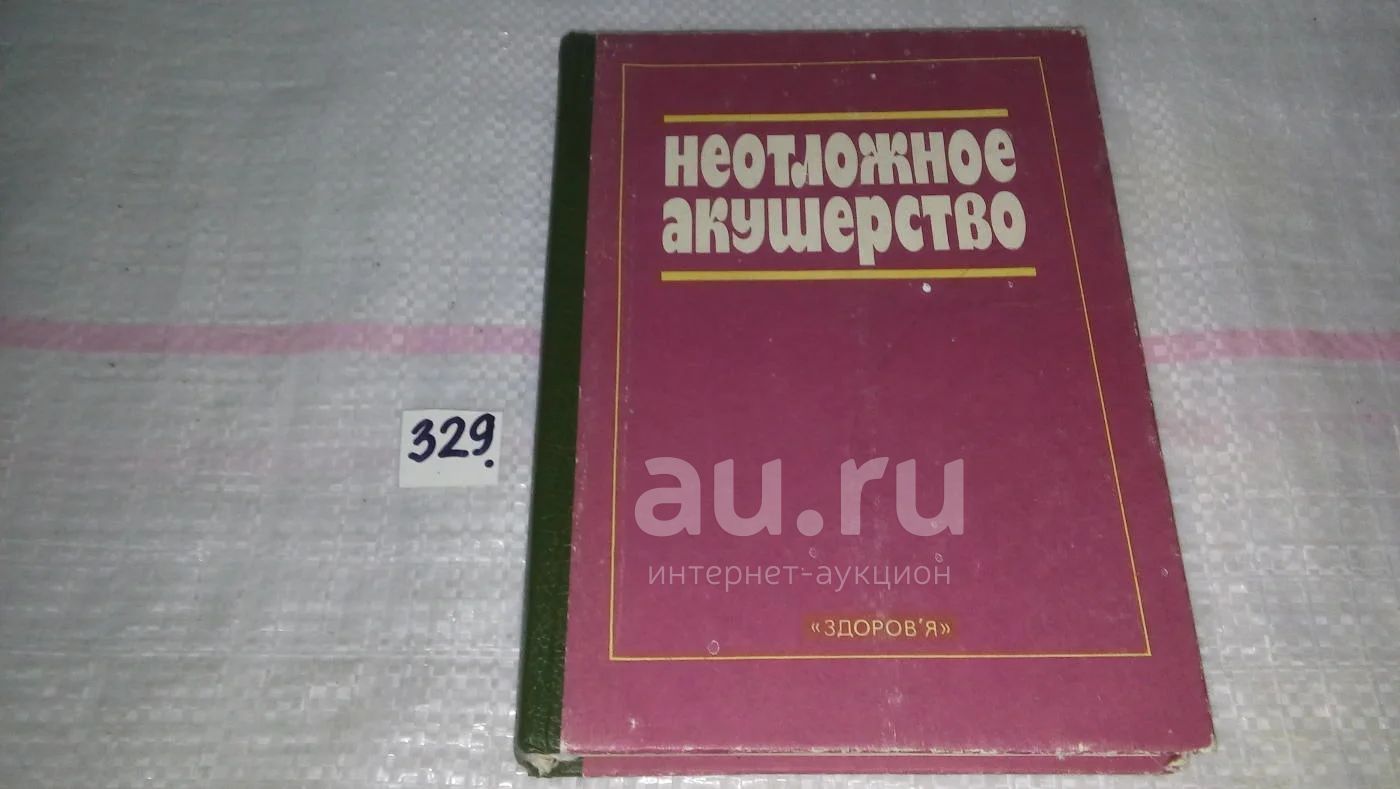 неотложное
акушерство
329.
au.ru
интернет-аукцион
«ЗДОРОВ'Я»